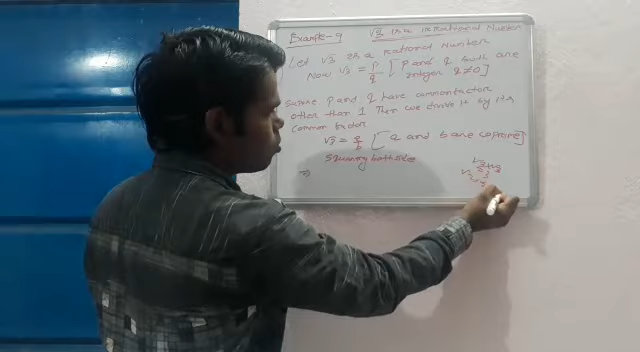 Example-9 √3 is a irrational Number
Let √3 is a rational Number
Now √3 = p/q [P and q both are
integer q≠0]
Suppose P and q have common factor
other than 1 Then we divide it by its
common factor
√3 = a/b [a and b are coprime]
Squaring both sides
⇒